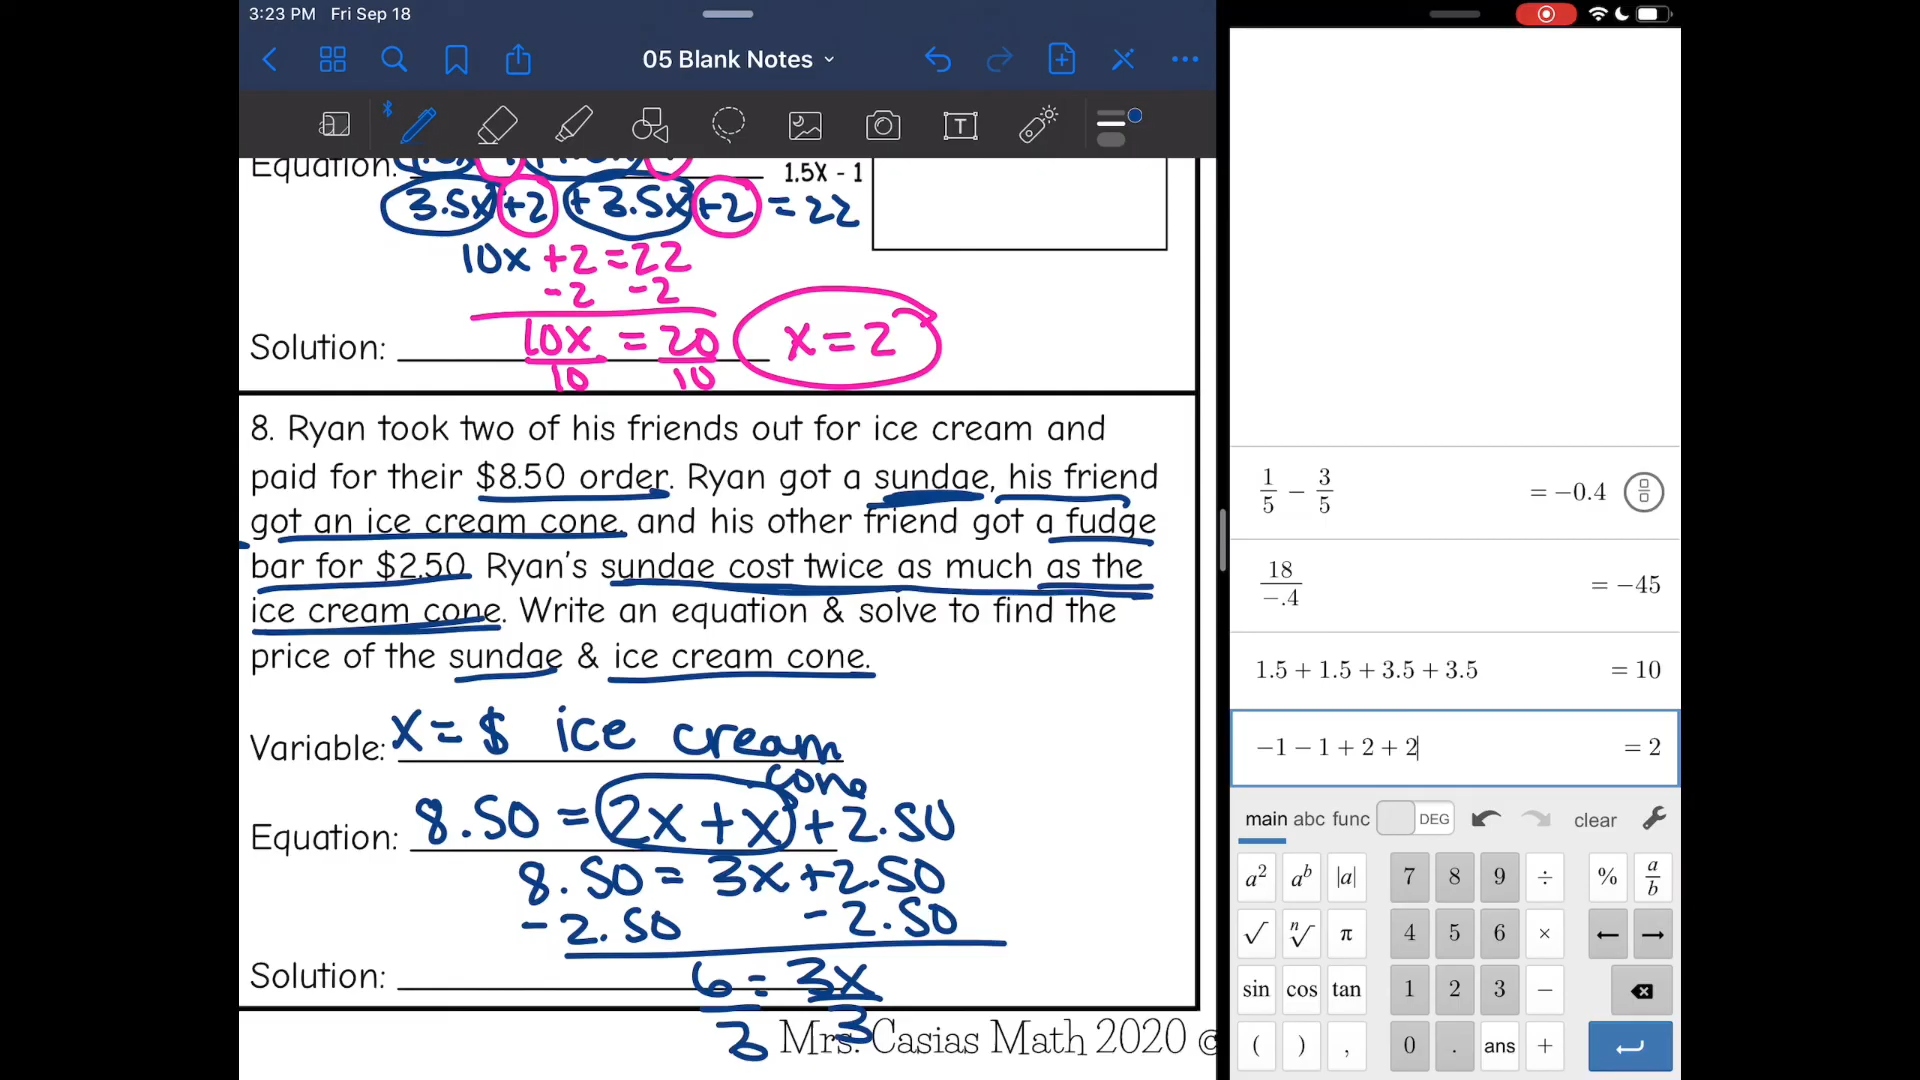 3:23 PM Fri Sep 18
05 Blank Notes
Equation:
1.5X - 1
3.5x +2 +3.5x +2 = 22
10x +2 = 22
-2 -2
Solution: 10x = 20 x = 2
10 10
8. Ryan took two of his friends out for ice cream and
paid for their $8.50 order. Ryan got a sundae, his friend
got an ice cream cone, and his other friend got a fudge
bar for $2.50. Ryan's sundae cost twice as much as the
ice cream cone. Write an equation & solve to find the
price of the sundae & ice cream cone.
Variable: x = $ ice cream
cone
Equation: 8.50 = 2x + x + 2.50
8.50 = 3x + 2.50
- 2.50 - 2.50
Solution: 6 = 3x
3 3
Mrs. Casias Math 2020 ©
1/5 − 3/5 = −0.4
18/−.4 = −45
1.5 + 1.5 + 3.5 + 3.5 = 10
−1 − 1 + 2 + 2 = 2
main abc func DEG clear
a² aᵇ |a| 7 8 9 ÷ % a/b
√ ⁿ√ π 4 5 6 × ← →
sin cos tan 1 2 3 −
( ) , 0 . ans +